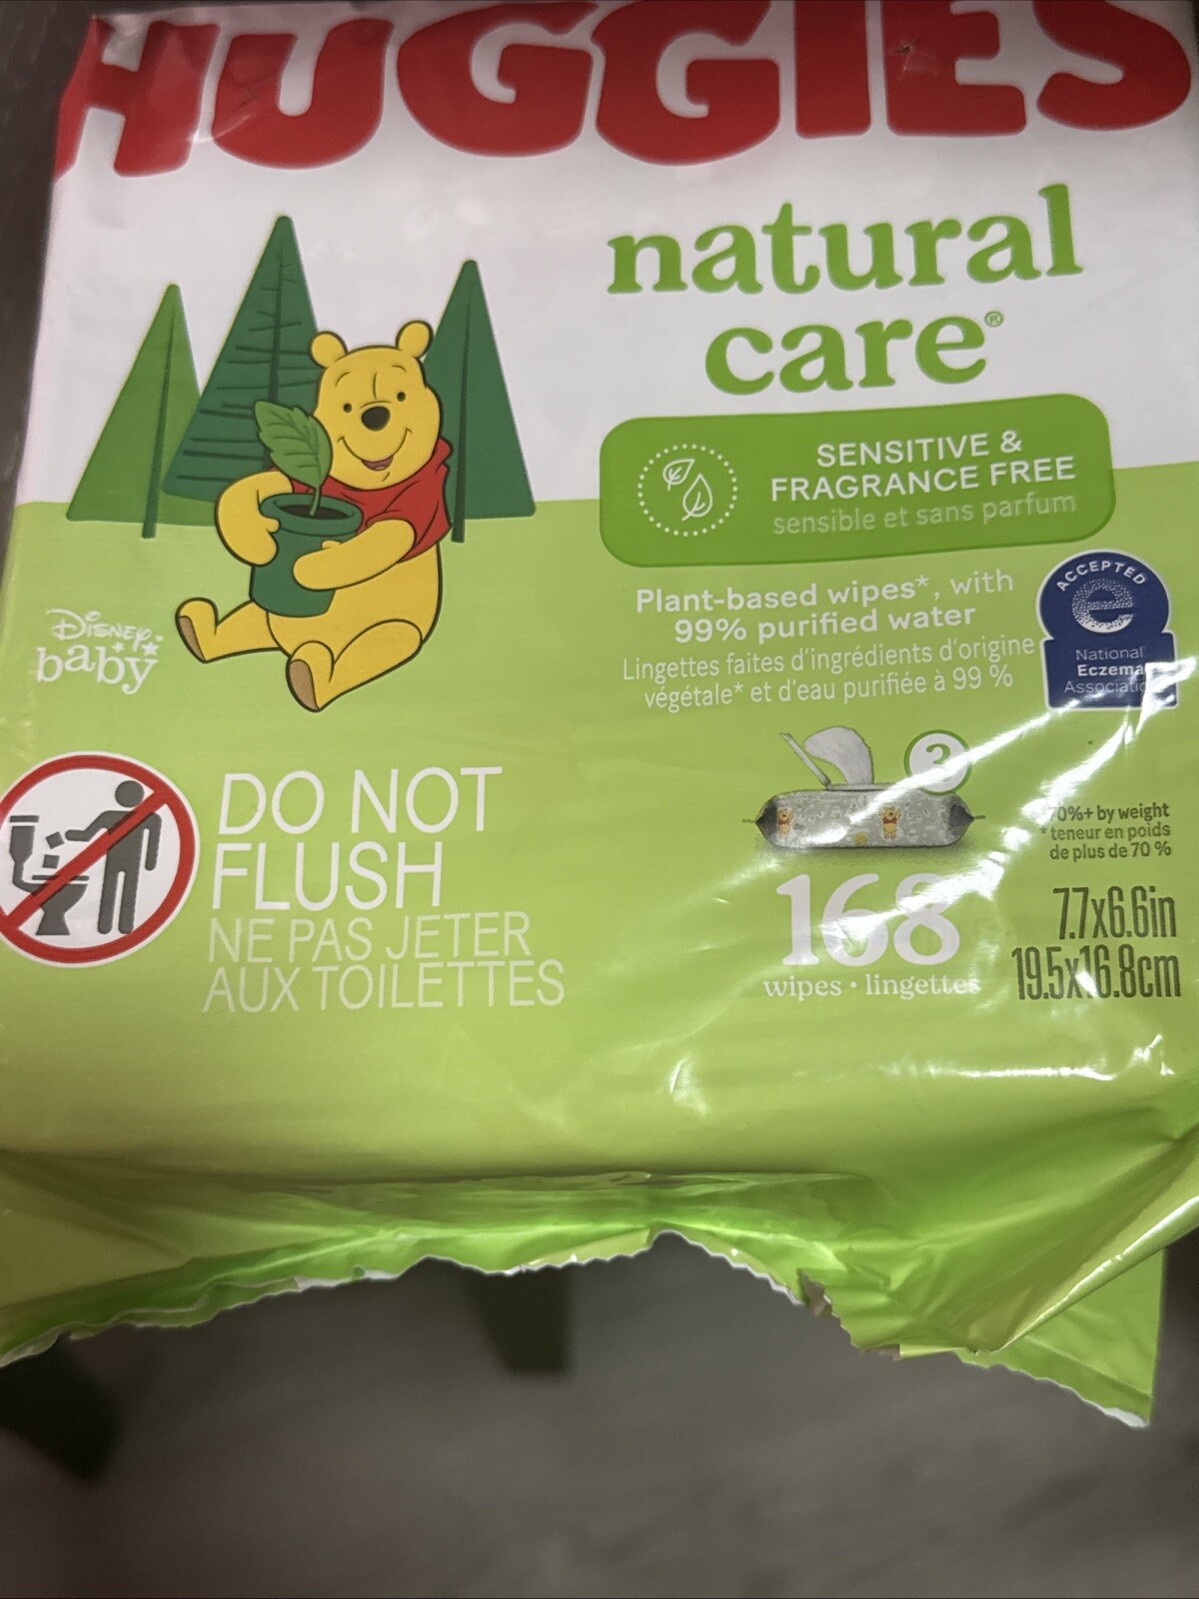 HUGGIES
natural
care®
SENSITIVE &
FRAGRANCE FREE
sensible et sans parfum
Plant-based wipes*, with
99% purified water
Lingettes faites d'ingrédients d'origine
végétale* et d'eau purifiée à 99 %
ACCEPTED
e
National
Eczema
Association
Disney
baby
DO NOT
FLUSH
NE PAS JETER
AUX TOILETTES
3
168
wipes • lingettes
70%+ by weight
*teneur en poids
de plus de 70 %
7.7x6.6in
19.5x16.8cm